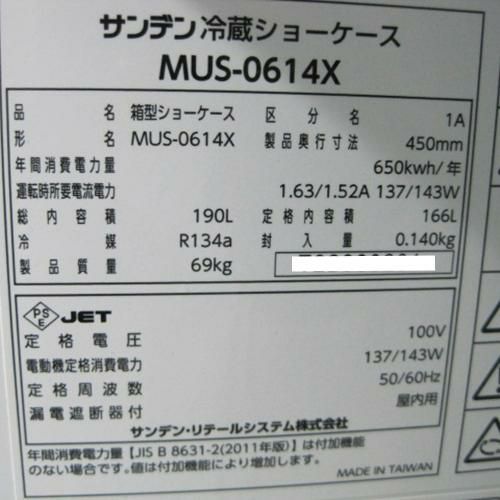 サンデン冷蔵ショーケース
MUS-0614X
品名 箱型ショーケース 区分名 1A
形名 MUS-0614X 製品奥行寸法 450mm
年間消費電力量 650kwh/年
運転時所要電流電力 1.63/1.52A 137/143W
総内容積 190L 定格内容積 166L
冷媒 R134a 封入量 0.140kg
製品質量 69kg
PSE JET
定格電圧 100V
電動機定格消費電力 137/143W
定格周波数 50/60Hz
漏電遮断器付 屋内用
サンデン・リテールシステム株式会社
年間消費電力量【JIS B 8631-2(2011年版)】は付加機能
のない場合です。値は付加機能により増加します。
MADE IN TAIWAN